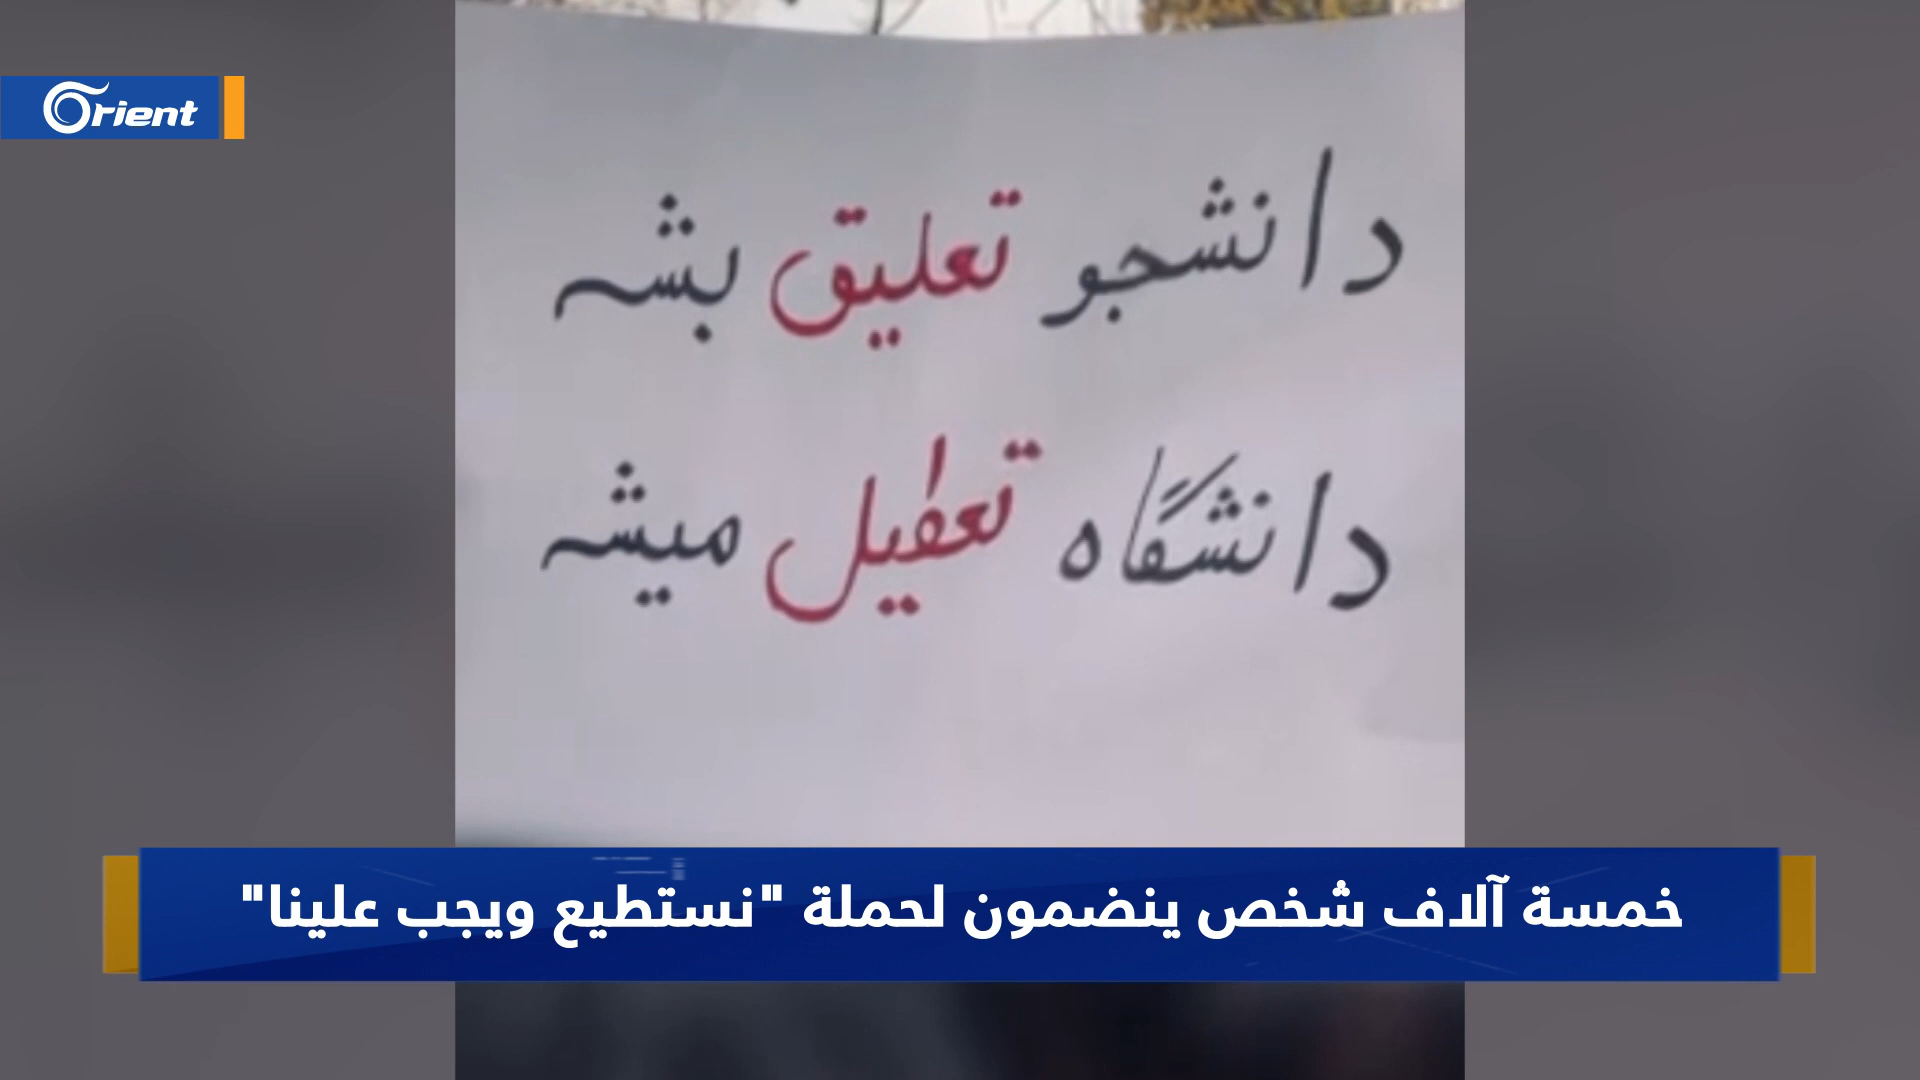 Orient
دانشجو تعلیق بشه
دانشگاه تعطیل میشه
خمسة آلاف شخص ينضمون لحملة "نستطيع ويجب علينا"